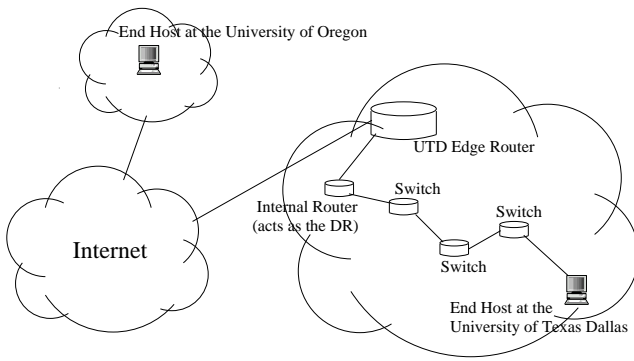 End Host at the University of Oregon
UTD Edge Router
Internal Router
(acts as the DR)
Switch
Switch
Switch
Internet
End Host at the
University of Texas Dallas